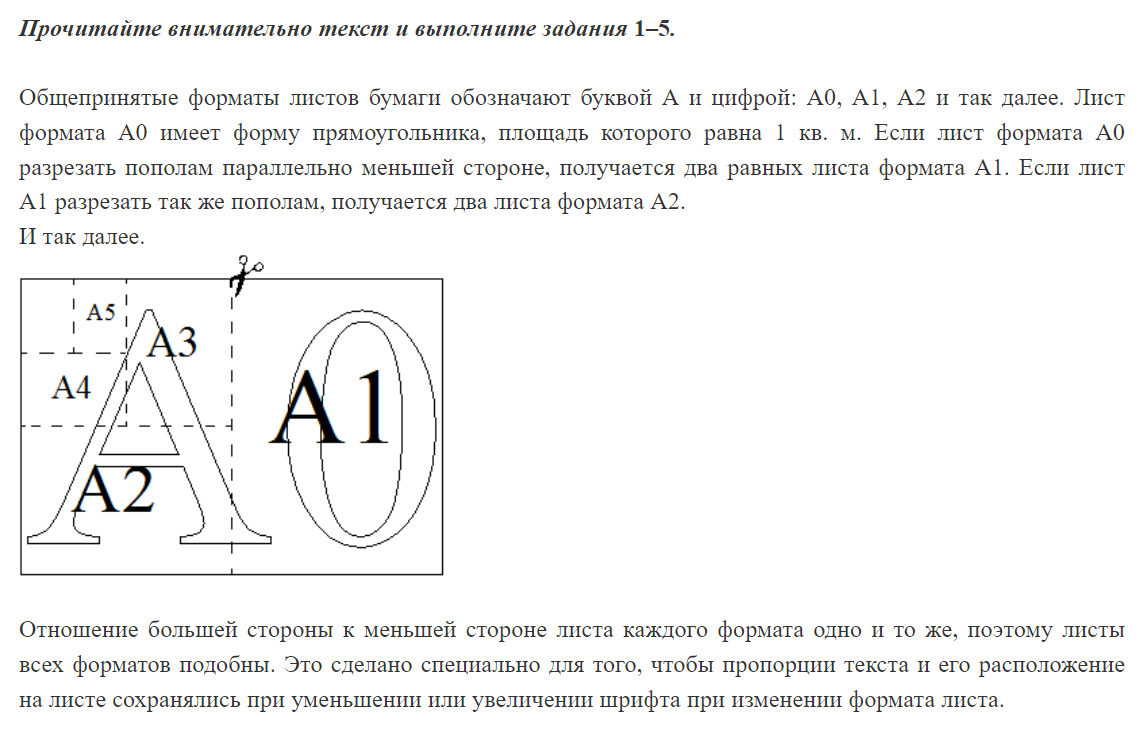 Прочитайте внимательно текст и выполните задания 1–5.
Общепринятые форматы листов бумаги обозначают буквой А и цифрой: А0, А1, А2 и так далее. Лист
формата А0 имеет форму прямоугольника, площадь которого равна 1 кв. м. Если лист формата А0
разрезать пополам параллельно меньшей стороне, получается два равных листа формата А1. Если лист
А1 разрезать так же пополам, получается два листа формата А2.
И так далее.
А5
А3
А4
А1
А2
А0
Отношение большей стороны к меньшей стороне листа каждого формата одно и то же, поэтому листы
всех форматов подобны. Это сделано специально для того, чтобы пропорции текста и его расположение
на листе сохранялись при уменьшении или увеличении шрифта при изменении формата листа.